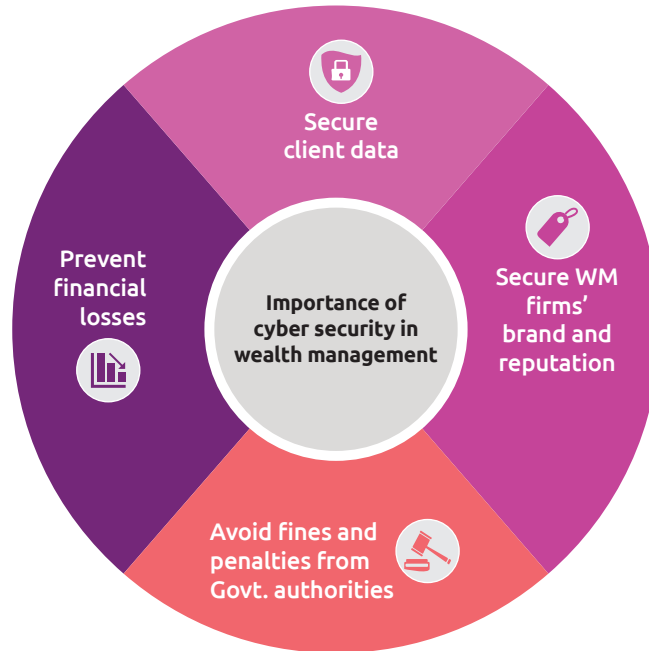 Secure
client data
Secure WM
firms’
brand and
reputation
Prevent
financial
losses
Importance of
cyber security in
wealth management
Avoid fines and
penalties from
Govt. authorities